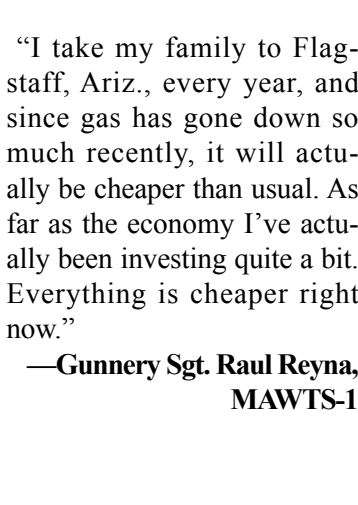 “I take my family to Flag-
staff, Ariz., every year, and
since gas has gone down so
much recently, it will actu-
ally be cheaper than usual. As
far as the economy I’ve actu-
ally been investing quite a bit.
Everything is cheaper right
now.”
—Gunnery Sgt. Raul Reyna,
MAWTS-1